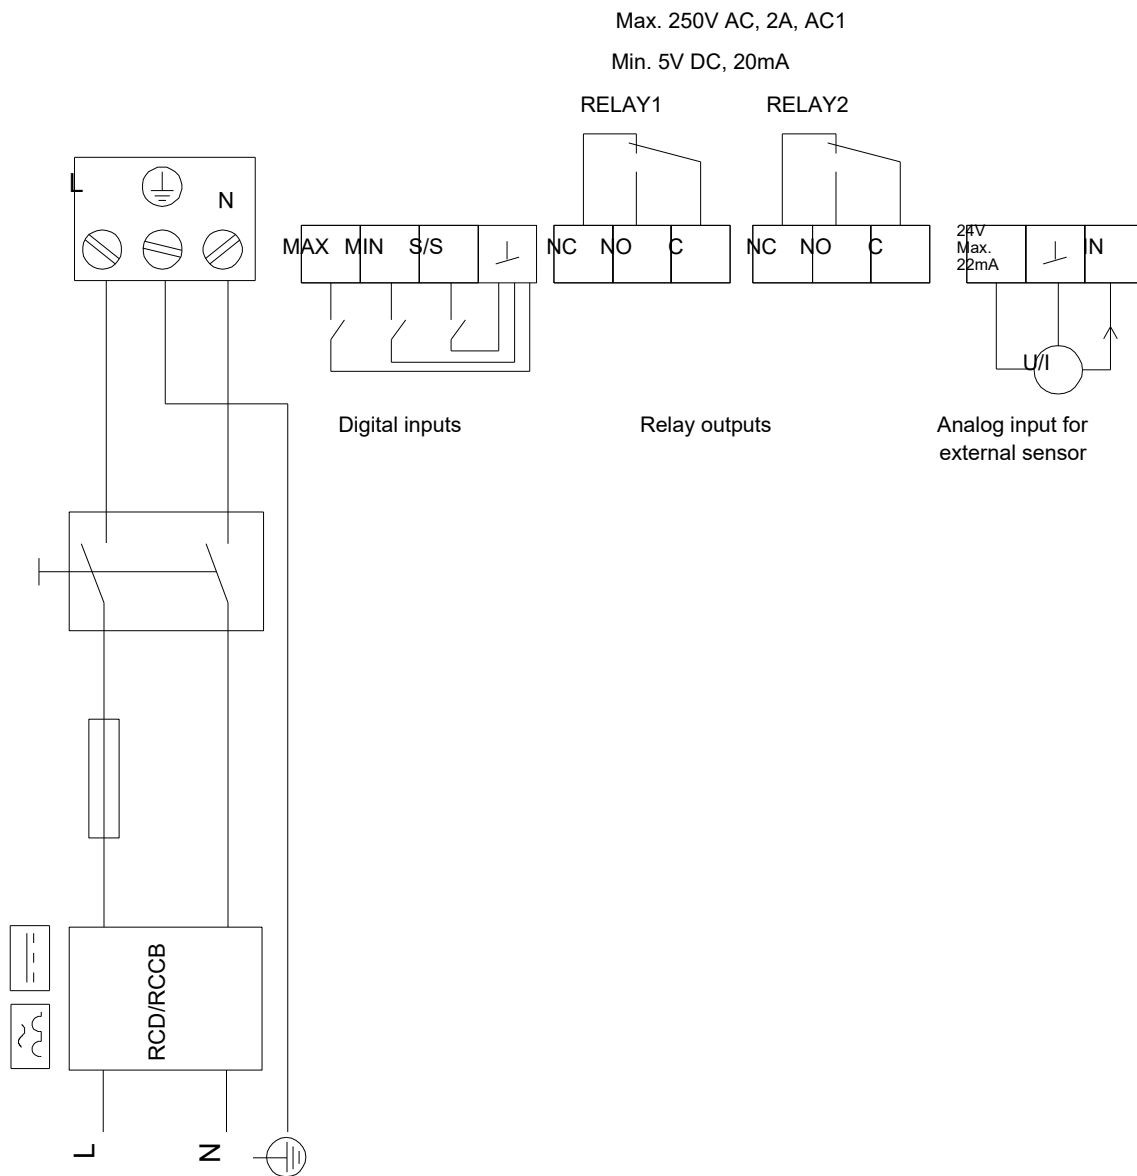 Max. 250V AC, 2A, AC1
Min. 5V DC, 20mA
RELAY1 RELAY2
L
N
MAX MIN S/S NC NO C NC NO C IN
24V
Max.
22mA
U/I
Digital inputs Relay outputs Analog input for
external sensor
RCD/RCCB
L N